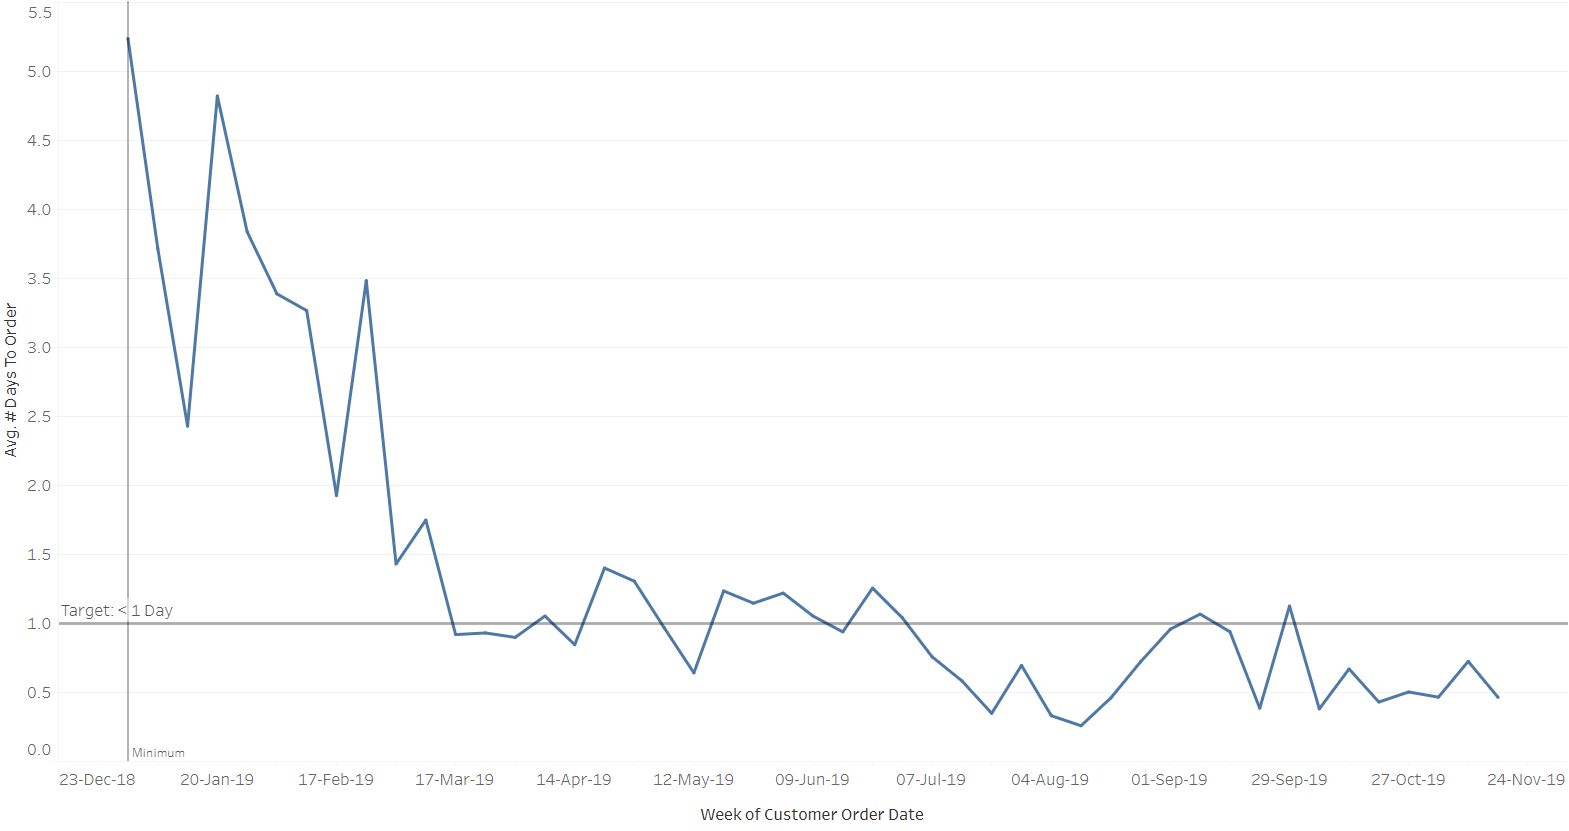 5.5
5.0
4.5
4.0
3.5
3.0
2.5
2.0
1.5
1.0
0.5
0.0
Avg. # Days To Order
Target: < 1 Day
Minimum
23-Dec-18 20-Jan-19 17-Feb-19 17-Mar-19 14-Apr-19 12-May-19 09-Jun-19 07-Jul-19 04-Aug-19 01-Sep-19 29-Sep-19 27-Oct-19 24-Nov-19
Week of Customer Order Date